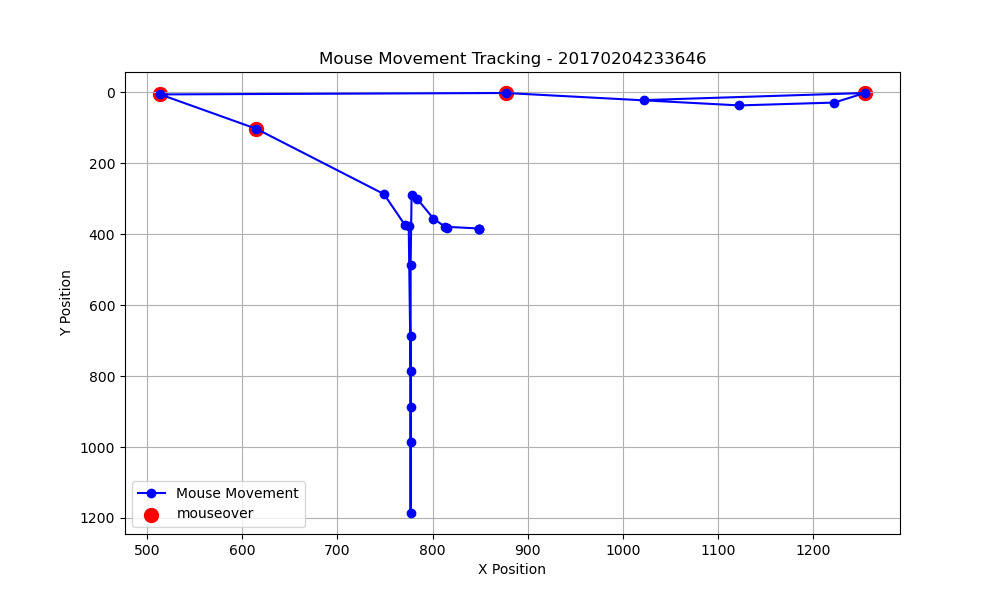 Mouse Movement Tracking - 20170204233646
0
200
400
600
800
1000
1200
Y Position
Mouse Movement
mouseover
500 600 700 800 900 1000 1100 1200
X Position